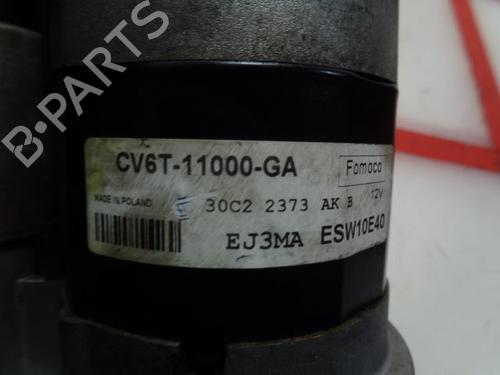 B-PARTS
CV6T-11000-GA
Fomoco
MADE IN POLAND
30C2 2373 AK B 12V
EJ3MA ESW10E40